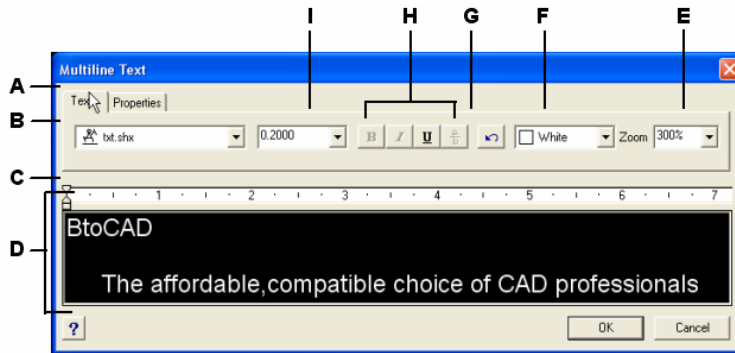 I H G F E
Multiline Text
A
Text Properties
B
txt.shx 0.2000 B I U a/b White Zoom 300%
C
1 2 3 4 5 6 7
D
BtoCAD
The affordable,compatible choice of CAD professionals
? OK Cancel